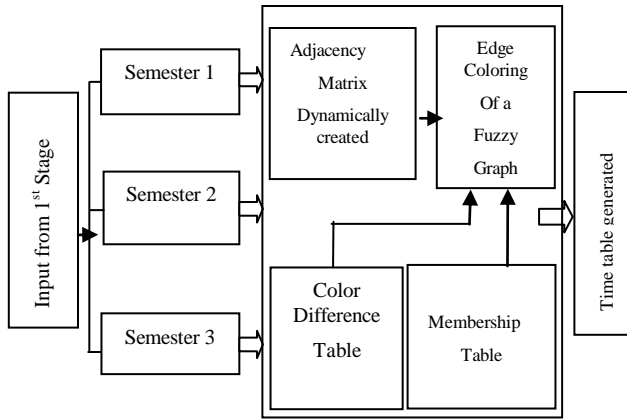 Input from 1st Stage
Semester 1
Semester 2
Semester 3
Adjacency
Matrix
Dynamically
created
Edge
Coloring
Of a
Fuzzy
Graph
Color
Difference
Table
Membership
Table
Time table generated